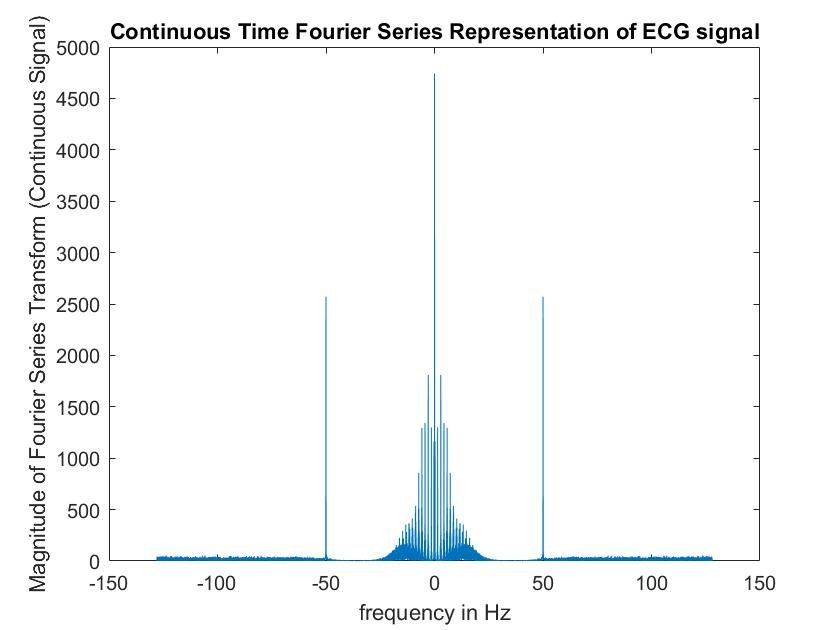 Continuous Time Fourier Series Representation of ECG signal
Magnitude of Fourier Series Transform (Continuous Signal)
5000
4500
4000
3500
3000
2500
2000
1500
1000
500
0
-150 -100 -50 0 50 100 150
frequency in Hz